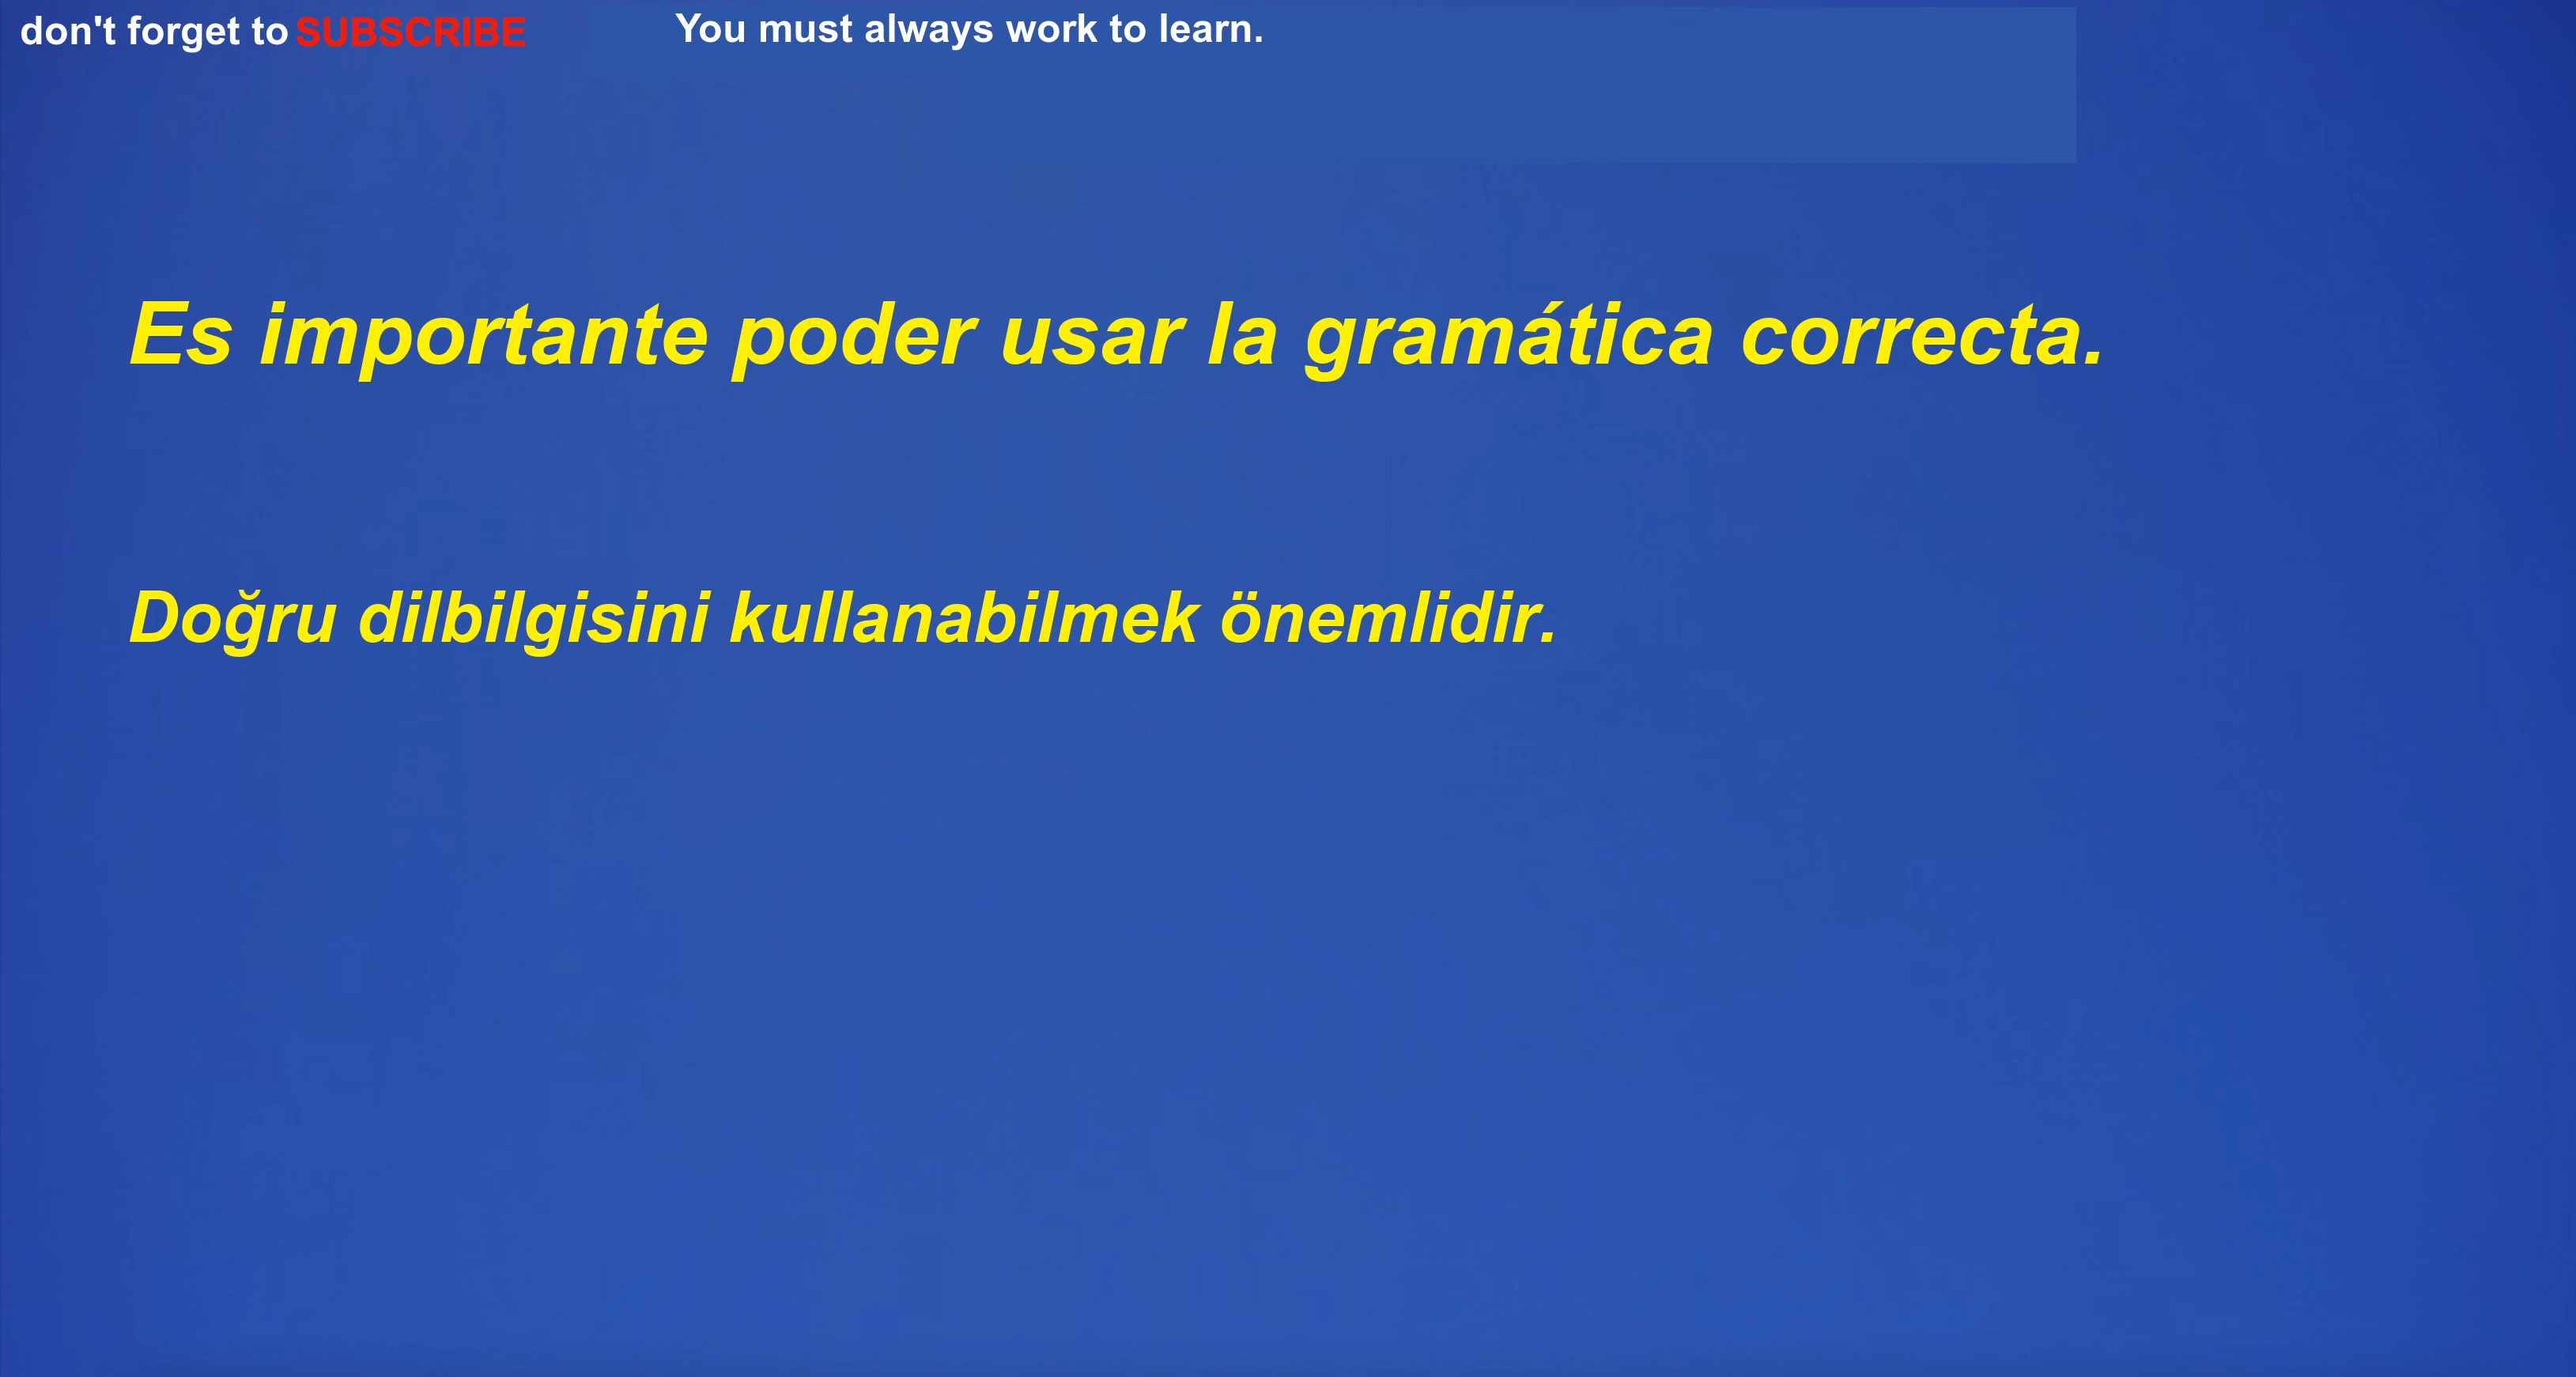 don't forget to SUBSCRIBE You must always work to learn.
Es importante poder usar la gramática correcta.
Doğru dilbilgisini kullanabilmek önemlidir.